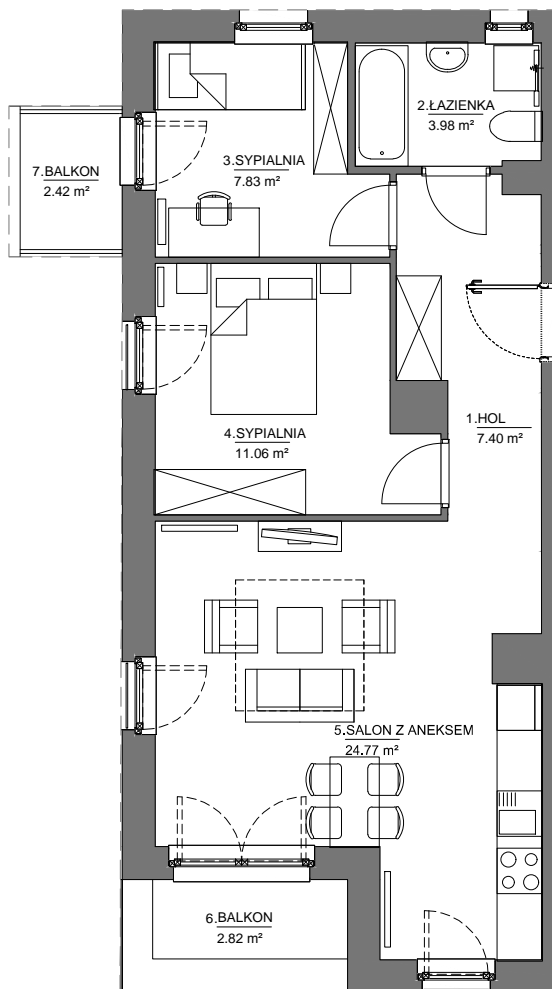 2.ŁAZIENKA
3.98 m²
3.SYPIALNIA
7.83 m²
7.BALKON
2.42 m²
1.HOL
7.40 m²
4.SYPIALNIA
11.06 m²
5.SALON Z ANEKSEM
24.77 m²
6.BALKON
2.82 m²